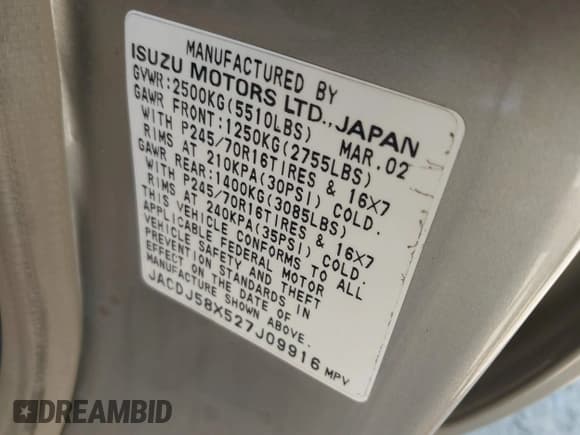 MANUFACTURED BY
ISUZU MOTORS LTD., JAPAN
GVWR:2500KG(5510LBS) MAR.02
GAWR FRONT:1250KG(2755LBS)
WITH P245/70R16TIRES & 16X7
RIMS AT 210KPA(30PSI) COLD.
GAWR REAR:1400KG(3085LBS)
WITH P245/70R16TIRES & 16X7
RIMS AT 240KPA(35PSI) COLD.
THIS VEHICLE CONFORMS TO ALL
APPLICABLE FEDERAL MOTOR
VEHICLE SAFETY AND THEFT
PREVENTION STANDARDS IN
EFFECT ON THE DATE OF
MANUFACTURE SHOWN ABOVE.
JACDJ58X527J09916 MPV
DREAMBID